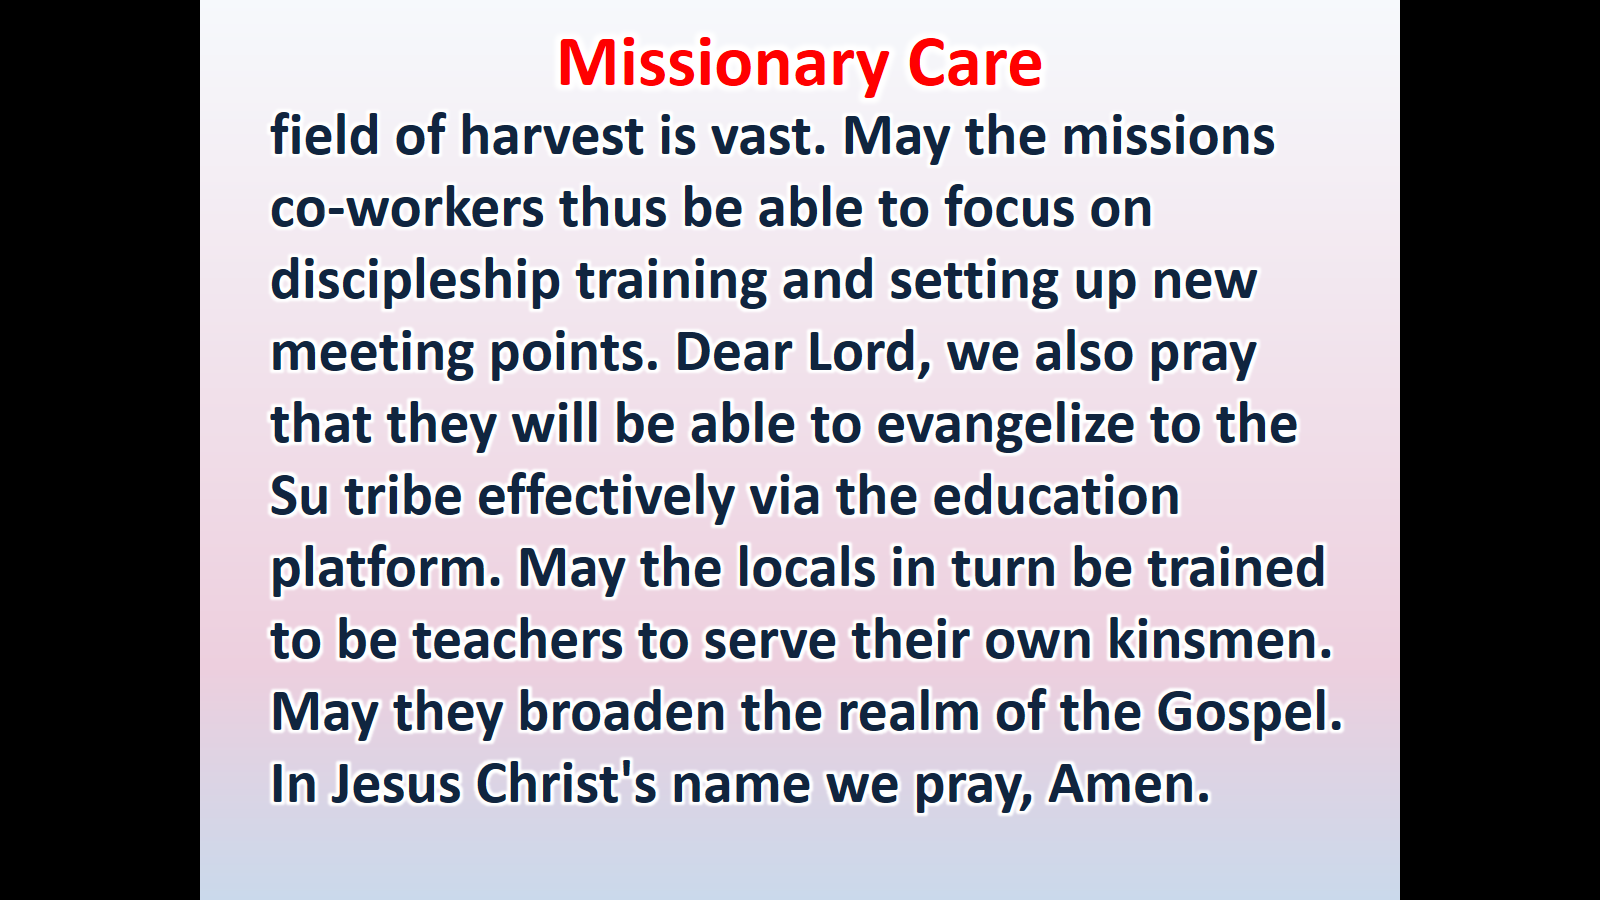 Missionary Care
field of harvest is vast. May the missions
co-workers thus be able to focus on
discipleship training and setting up new
meeting points. Dear Lord, we also pray
that they will be able to evangelize to the
Su tribe effectively via the education
platform. May the locals in turn be trained
to be teachers to serve their own kinsmen.
May they broaden the realm of the Gospel.
In Jesus Christ's name we pray, Amen.